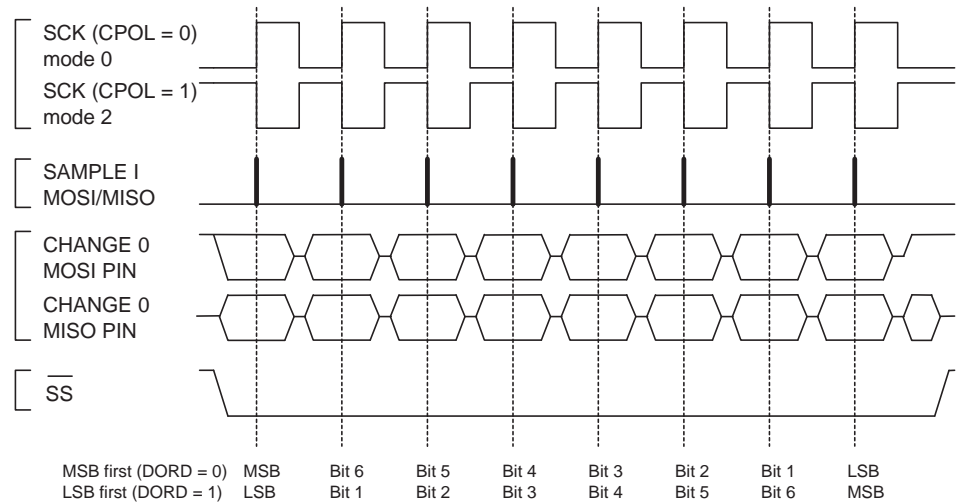 SCK (CPOL = 0)
mode 0
SCK (CPOL = 1)
mode 2
SAMPLE I
MOSI/MISO
CHANGE 0
MOSI PIN
CHANGE 0
MISO PIN
SS
MSB first (DORD = 0) MSB Bit 6 Bit 5 Bit 4 Bit 3 Bit 2 Bit 1 LSB
LSB first (DORD = 1) LSB Bit 1 Bit 2 Bit 3 Bit 4 Bit 5 Bit 6 MSB